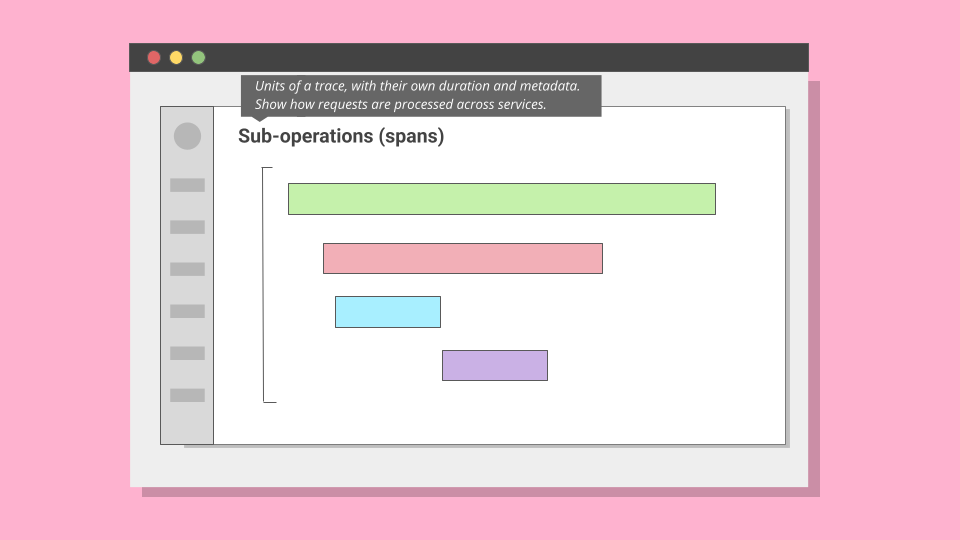 Units of a trace, with their own duration and metadata.
Show how requests are processed across services.
Sub-operations (spans)